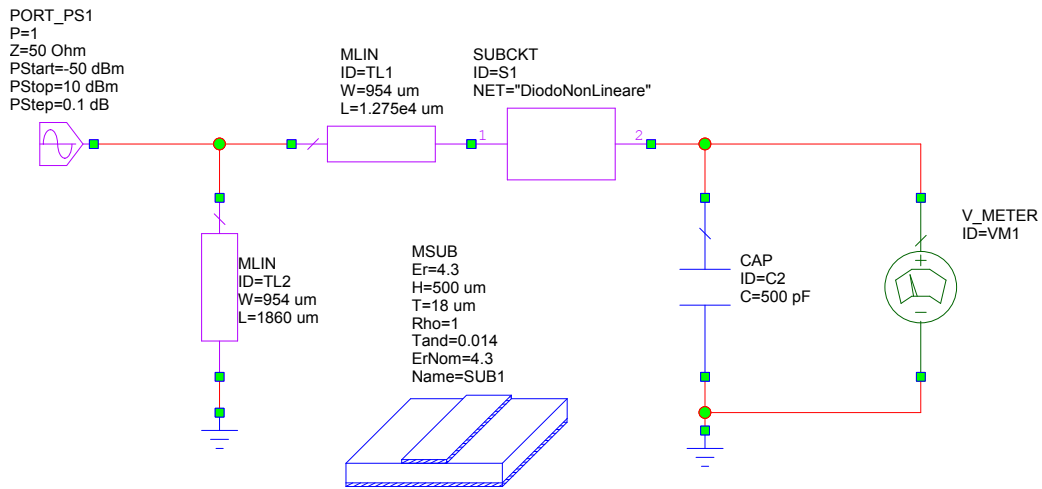 PORT_PS1
P=1
Z=50 Ohm
PStart=-50 dBm
PStop=10 dBm
PStep=0.1 dB
MLIN
ID=TL1
W=954 um
L=1.275e4 um
SUBCKT
ID=S1
NET="DiodoNonLineare"
1
2
MLIN
ID=TL2
W=954 um
L=1860 um
MSUB
Er=4.3
H=500 um
T=18 um
Rho=1
Tand=0.014
ErNom=4.3
Name=SUB1
CAP
ID=C2
C=500 pF
V_METER
ID=VM1